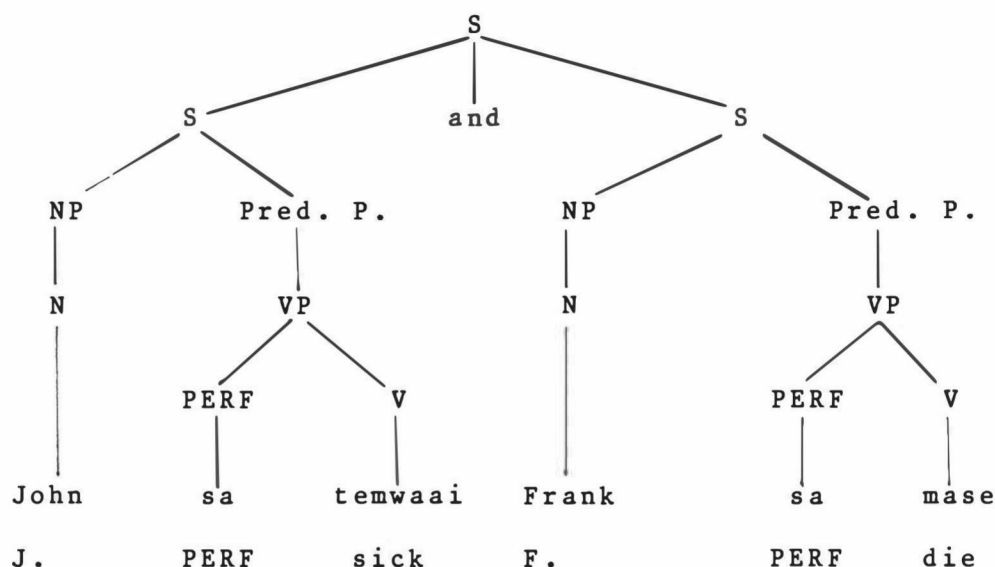 S
S and S
NP Pred. P. NP Pred. P.
N VP N VP
PERF V PERF V
John sa temwaai Frank sa mase
J. PERF sick F. PERF die